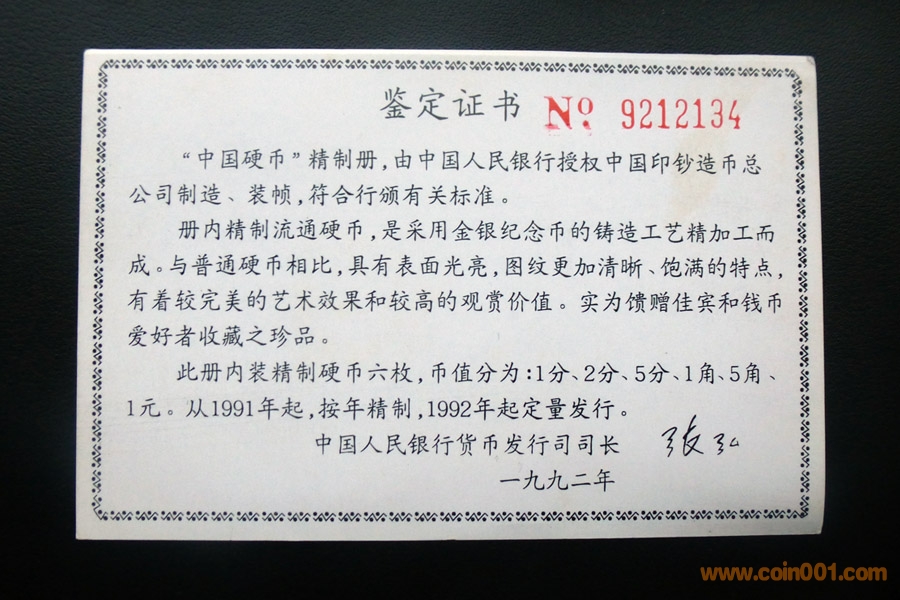 鉴定证书 No. 9212134
“中国硬币”精制册,由中国人民银行授权中国印钞造币总
公司制造、装帧,符合行颁有关标准。
册内精制流通硬币,是采用金银纪念币的铸造工艺精加工而
成。与普通硬币相比,具有表面光亮,图纹更加清晰、饱满的特点,
有着较完美的艺术效果和较高的观赏价值。实为馈赠佳宾和钱币
爱好者收藏之珍品。
此册内装精制硬币六枚,币值分为:1分、2分、5分、1角、5角、
1元。从1991年起,按年精制,1992年起定量发行。
中国人民银行货币发行司司长 张弘
一九九二年
www.coin001.com